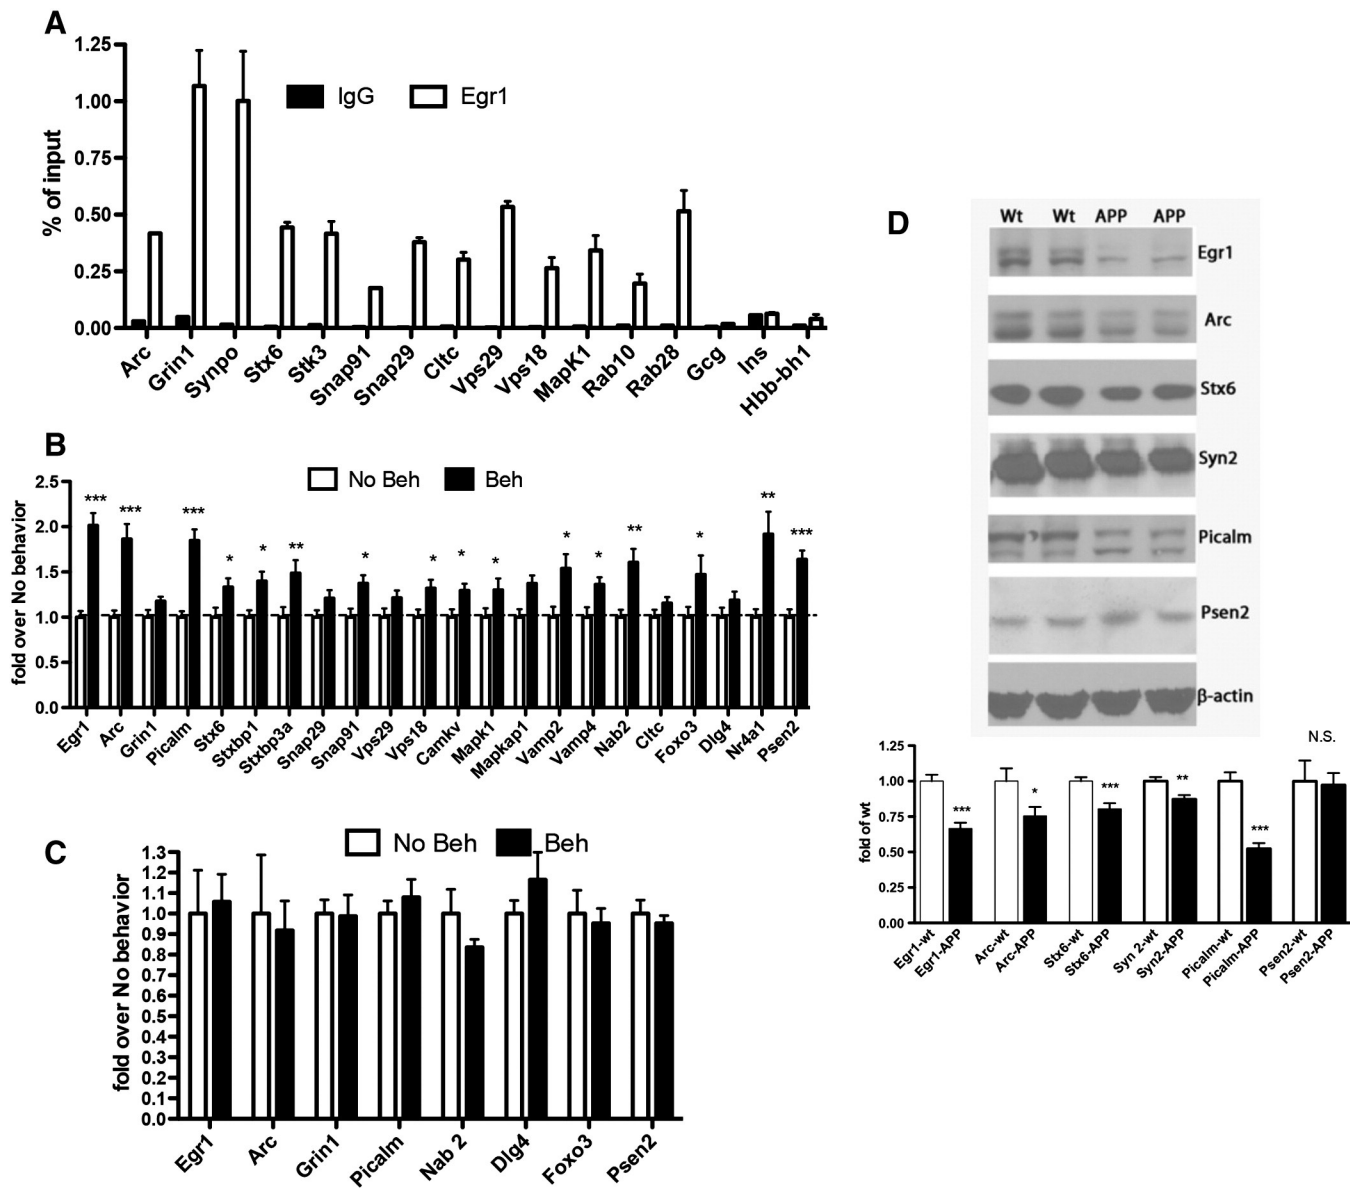 A
1.25
1.00
0.75
0.50
0.25
0.00
% of input
IgG
Egr1
Arc
Grin1
Synpo
Stx6
Stk3
Snap91
Snap29
Cltc
Vps29
Vps18
MapK1
Rab10
Rab28
Gcg
Ins
Hbb-bh1
B
No Beh
Beh
2.5
2.0
1.5
1.0
0.5
0.0
fold over No behavior
***
***
***
*
*
**
*
*
*
*
*
*
**
*
**
***
Egr1
Arc
Grin1
Picalm
Stx6
Stxbp1
Stxbp3a
Snap29
Snap91
Vps29
Vps18
Camkv
Mapk1
Mapkap1
Vamp2
Vamp4
Nab2
Cltc
Foxo3
Dlg4
Nr4a1
Psen2
C
No Beh
Beh
1.3
1.2
1.1
1.0
0.9
0.8
0.7
0.6
0.5
0.4
0.3
0.2
0.1
0.0
fold over No behavior
Egr1
Arc
Grin1
Picalm
Nab 2
Dlg4
Foxo3
Psen2
D
Wt Wt APP APP
Egr1
Arc
Stx6
Syn2
Picalm
Psen2
β-actin
1.25
1.00
0.75
0.50
0.25
0.00
fold of wt
***
*
***
**
***
N.S.
Egr1-wt
Egr1-APP
Arc-wt
Arc-APP
Stx6-wt
Stx6-APP
Syn 2-wt
Syn2-APP
Picalm-wt
Picalm-APP
Psen2-wt
Psen2-APP